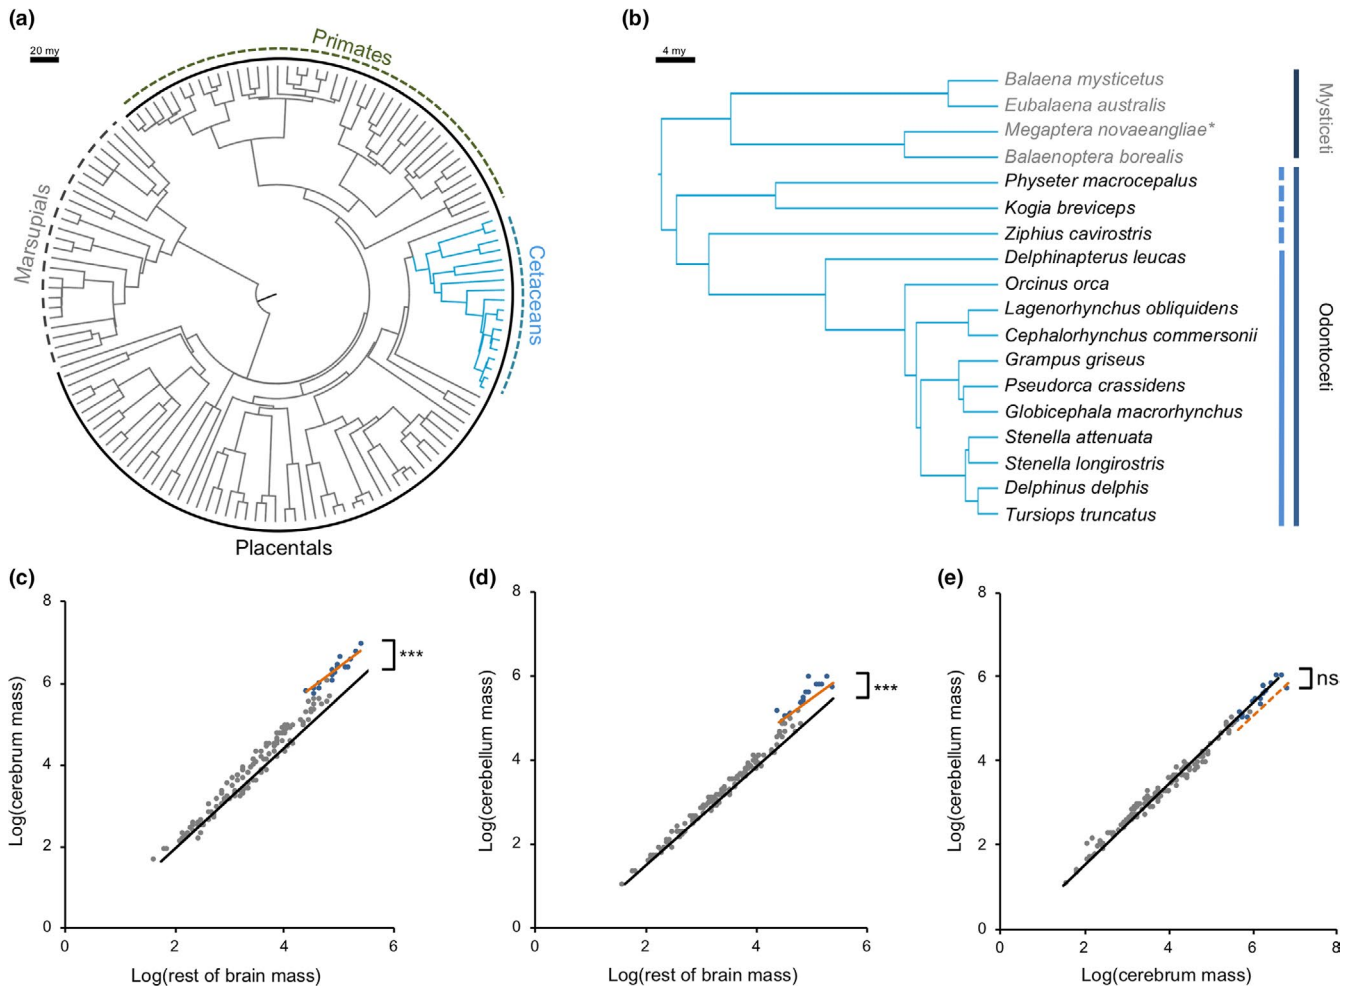 (a)
20 my
Primates
Marsupials
Cetaceans
Placentals
(b)
4 my
Balaena mysticetus
Eubalaena australis
Megaptera novaeangliae*
Balaenoptera borealis
Physeter macrocepalus
Kogia breviceps
Ziphius cavirostris
Delphinapterus leucas
Orcinus orca
Lagenorhynchus obliquidens
Cephalorhynchus commersonii
Grampus griseus
Pseudorca crassidens
Globicephala macrorhynchus
Stenella attenuata
Stenella longirostris
Delphinus delphis
Tursiops truncatus
Mysticeti
Odontoceti
(c)
8
6
4
2
0
0 2 4 6
Log(cerebrum mass)
Log(rest of brain mass)
***
(d)
8
6
4
2
0
0 2 4 6
Log(cerebellum mass)
Log(rest of brain mass)
***
(e)
8
6
4
2
0
0 2 4 6 8
Log(cerebellum mass)
Log(cerebrum mass)
ns